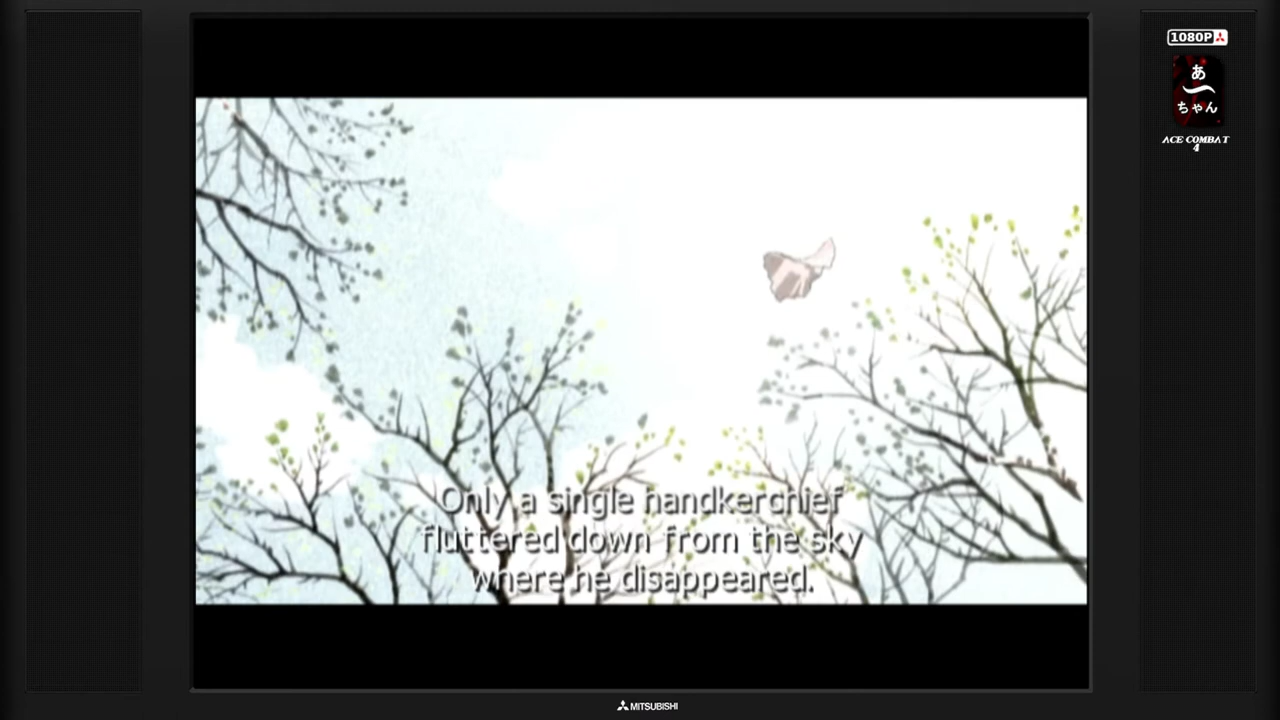 1080P
あ
ー
ちゃん
ACE COMBAT
4
Only a single handkerchief
fluttered down from the sky
where he disappeared.
MITSUBISHI